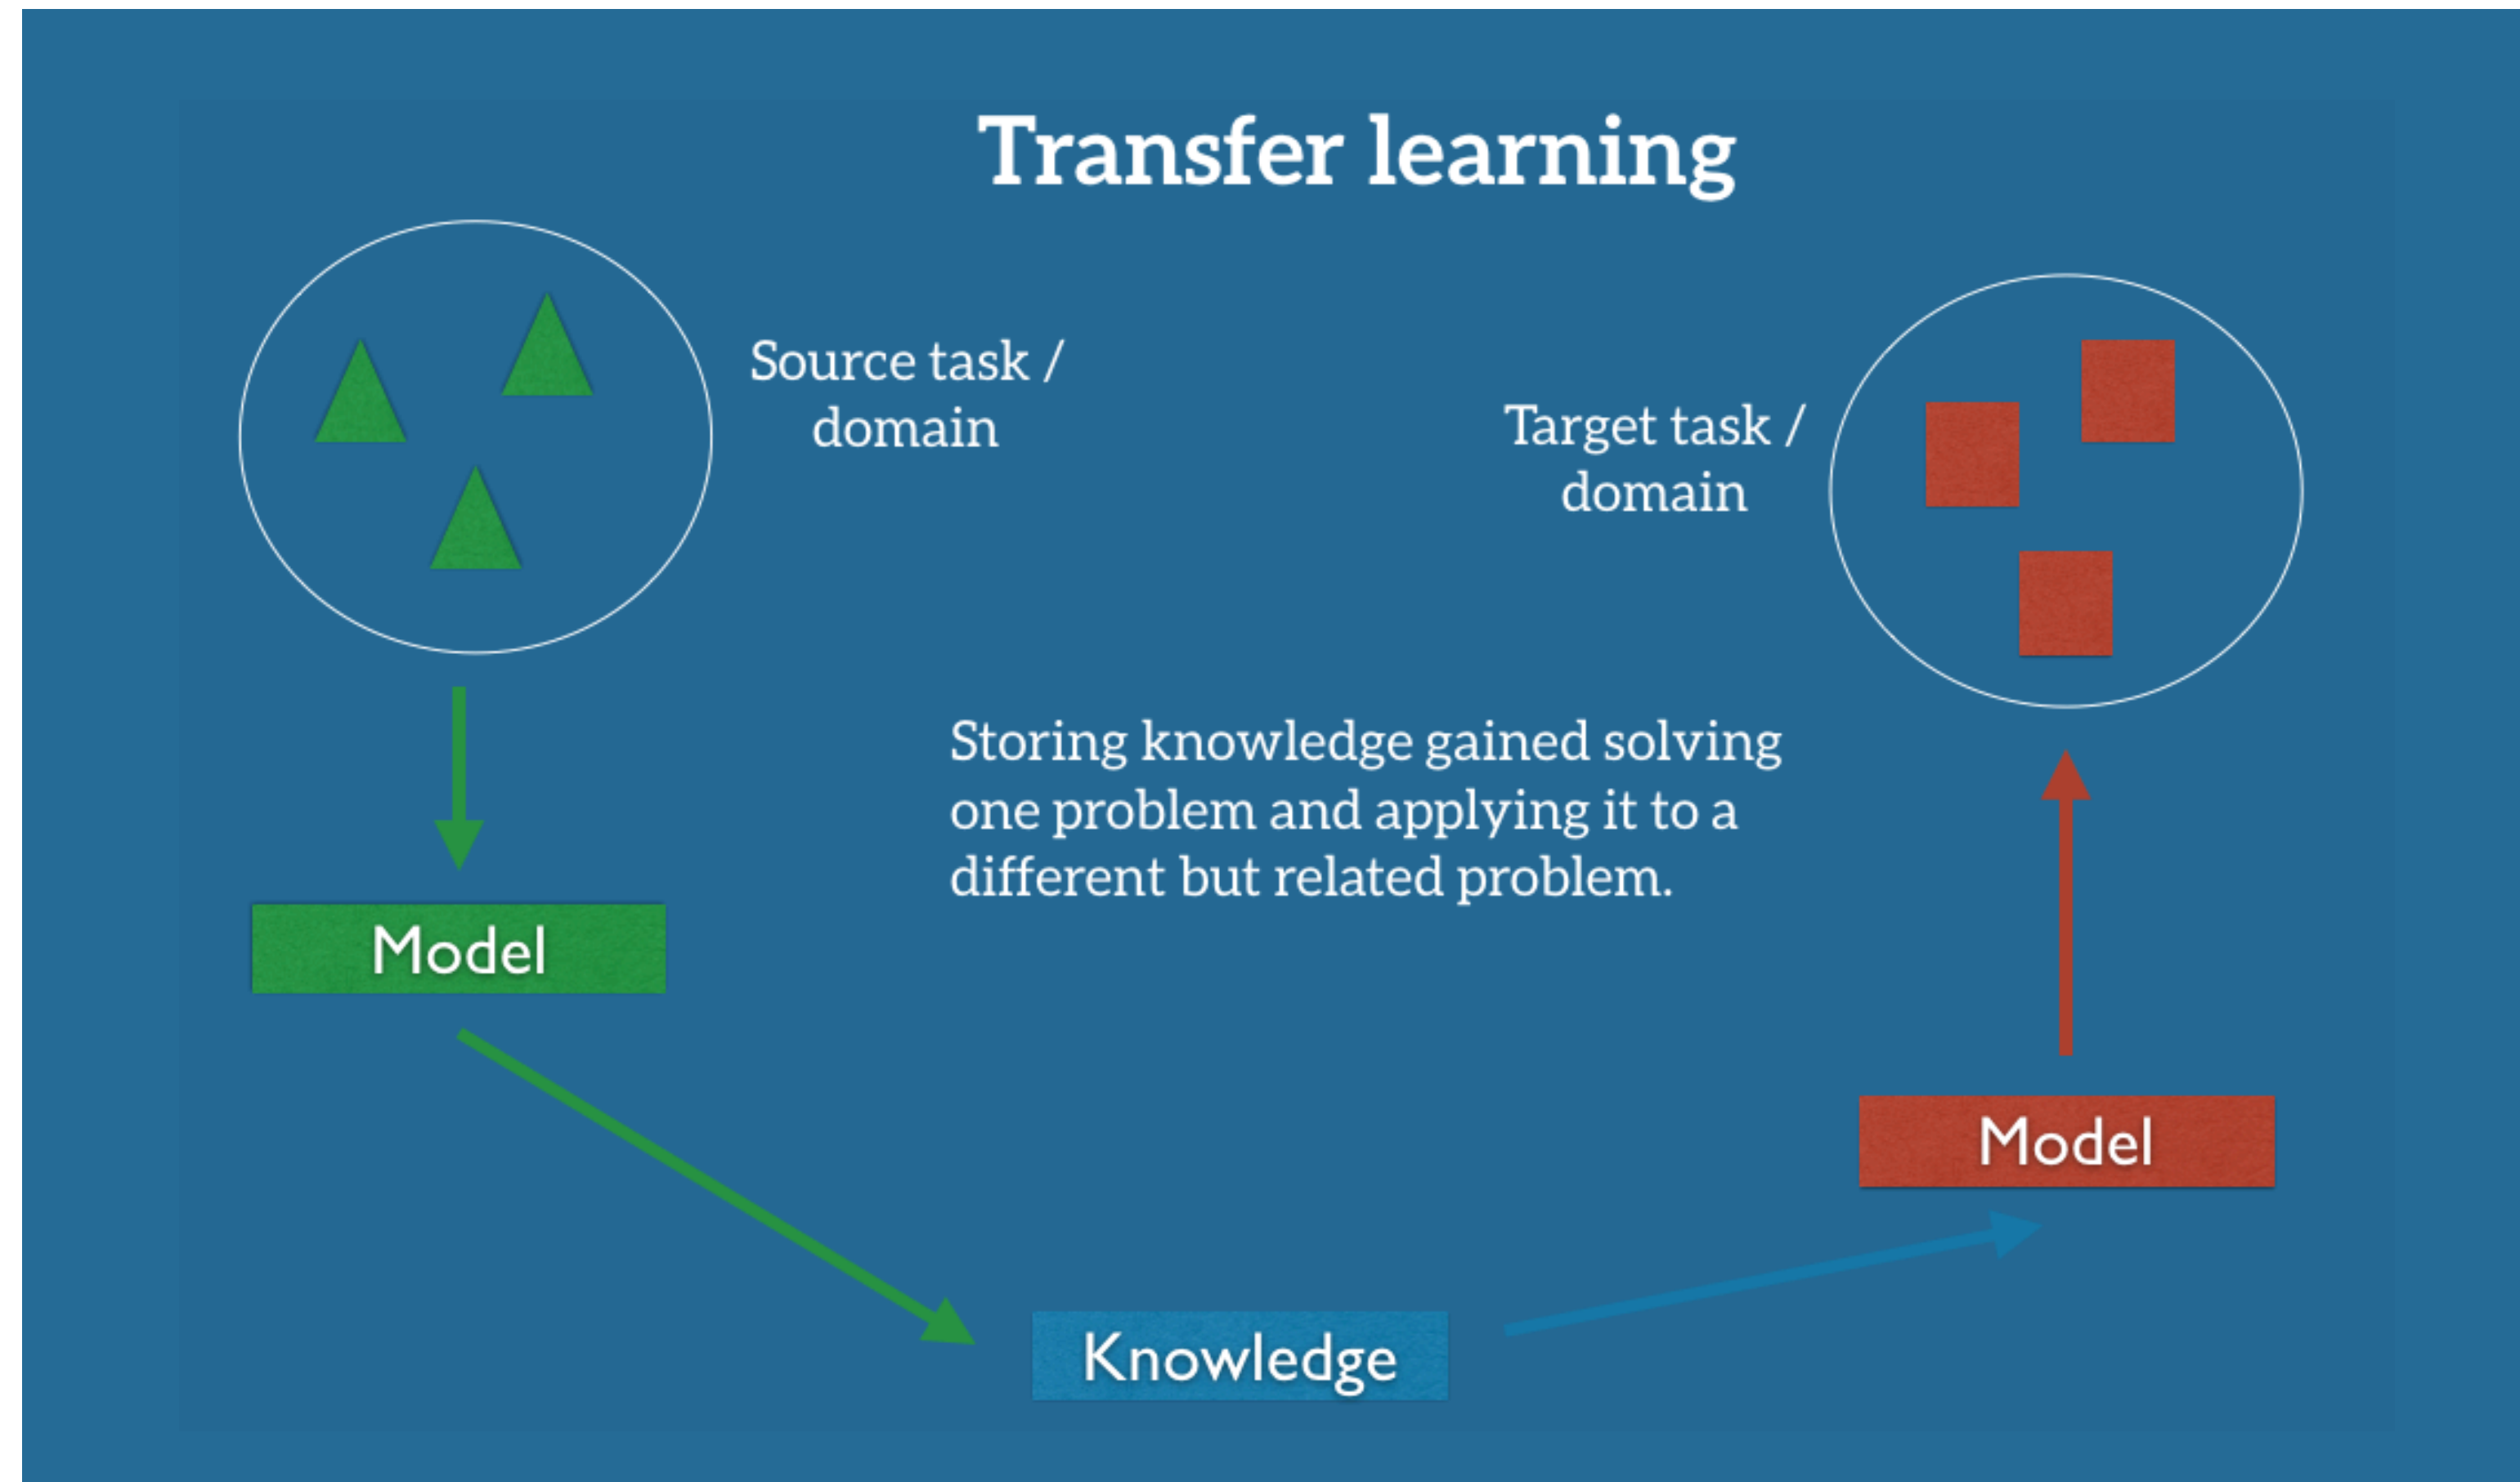 Transfer learning
Source task /
domain
Target task /
domain
Storing knowledge gained solving
one problem and applying it to a
different but related problem.
Model
Model
Knowledge